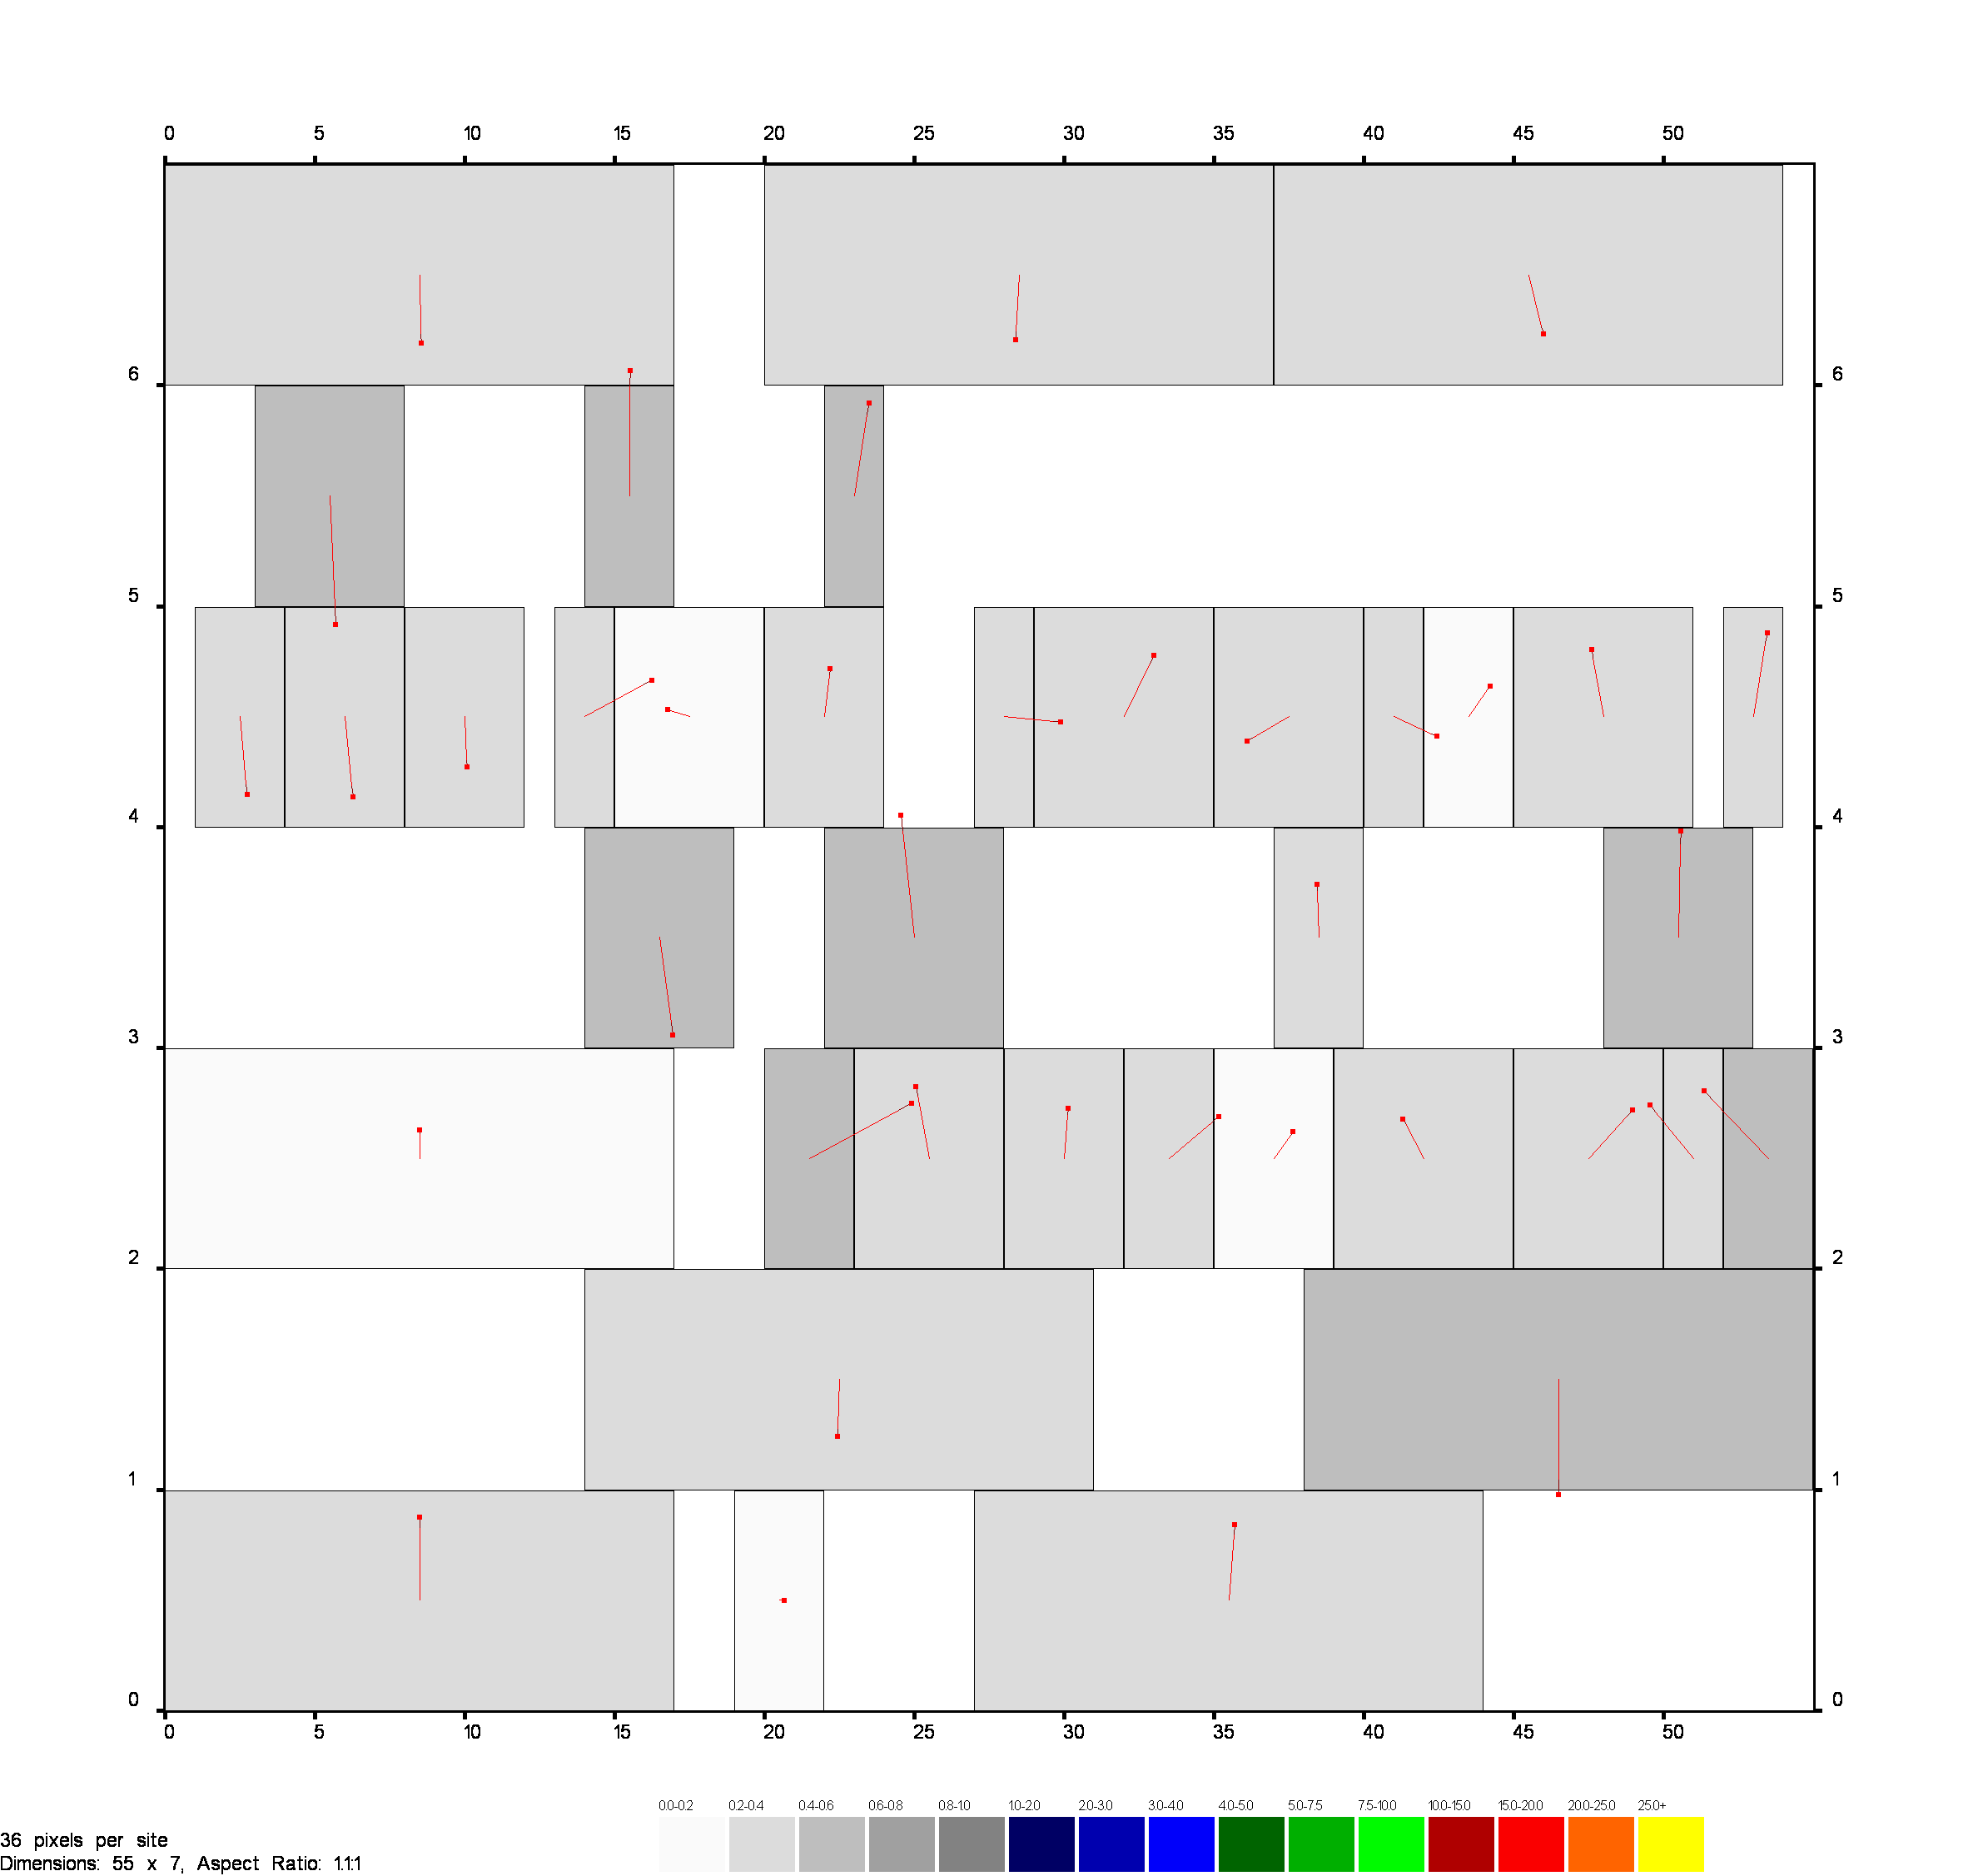 0 5 10 15 20 25 30 35 40 45 50
6 6
5 5
4 4
3 3
2 2
1 1
0 0
0 5 10 15 20 25 30 35 40 45 50
0.0-0.2 0.2-0.4 0.4-0.6 0.6-0.8 0.8-1.0 1.0-2.0 2.0-3.0 3.0-4.0 4.0-5.0 5.0-7.5 7.5-10.0 10.0-15.0 15.0-20.0 20.0-25.0 25.0+
36 pixels per site
Dimensions: 55 x 7, Aspect Ratio: 1.1:1